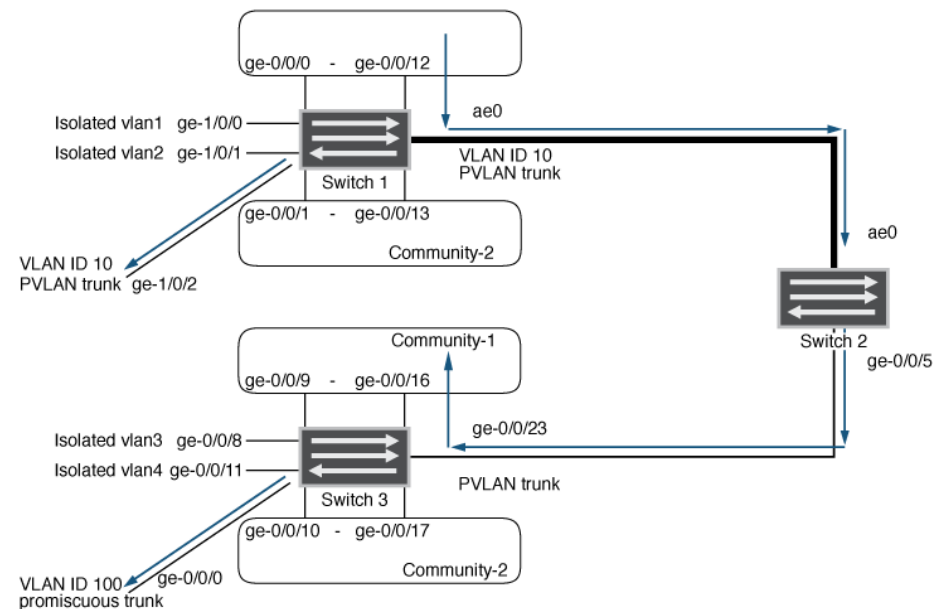 ge-0/0/0 - ge-0/0/12
ae0
Isolated vlan1 ge-1/0/0
Isolated vlan2 ge-1/0/1
VLAN ID 10
PVLAN trunk
Switch 1
ge-0/0/1 - ge-0/0/13
Community-2
VLAN ID 10
PVLAN trunk ge-1/0/2
ae0
Switch 2
ge-0/0/5
Community-1
ge-0/0/9 - ge-0/0/16
ge-0/0/23
Isolated vlan3 ge-0/0/8
Isolated vlan4 ge-0/0/11
PVLAN trunk
Switch 3
ge-0/0/10 - ge-0/0/17
Community-2
VLAN ID 100 ge-0/0/0
promiscuous trunk